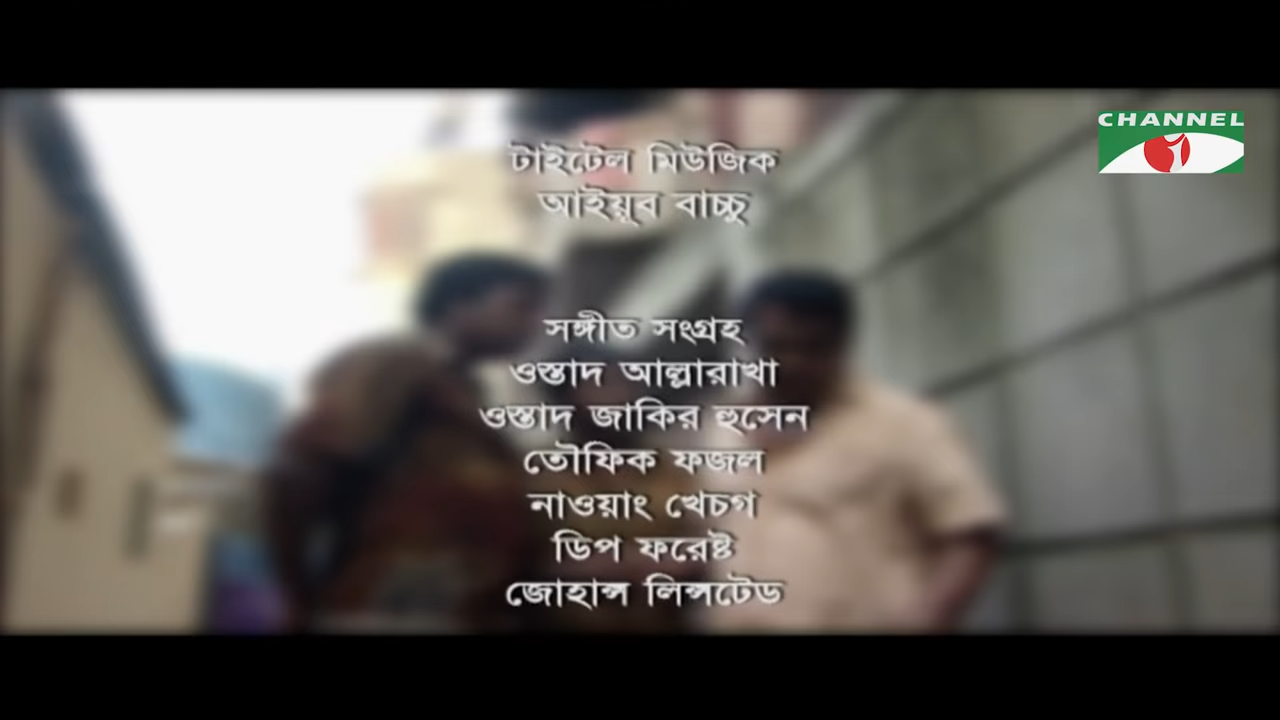 CHANNEL
টাইটেল মিউজিক
আইয়ূব বাচ্চু
সঙ্গীত সংগ্রহ
ওস্তাদ আল্লারাখা
ওস্তাদ জাকির হুসেন
তৌফিক ফজল
নাওয়াং খেচগ
ডিপ ফরেষ্ট
জোহান্স লিন্সটেড